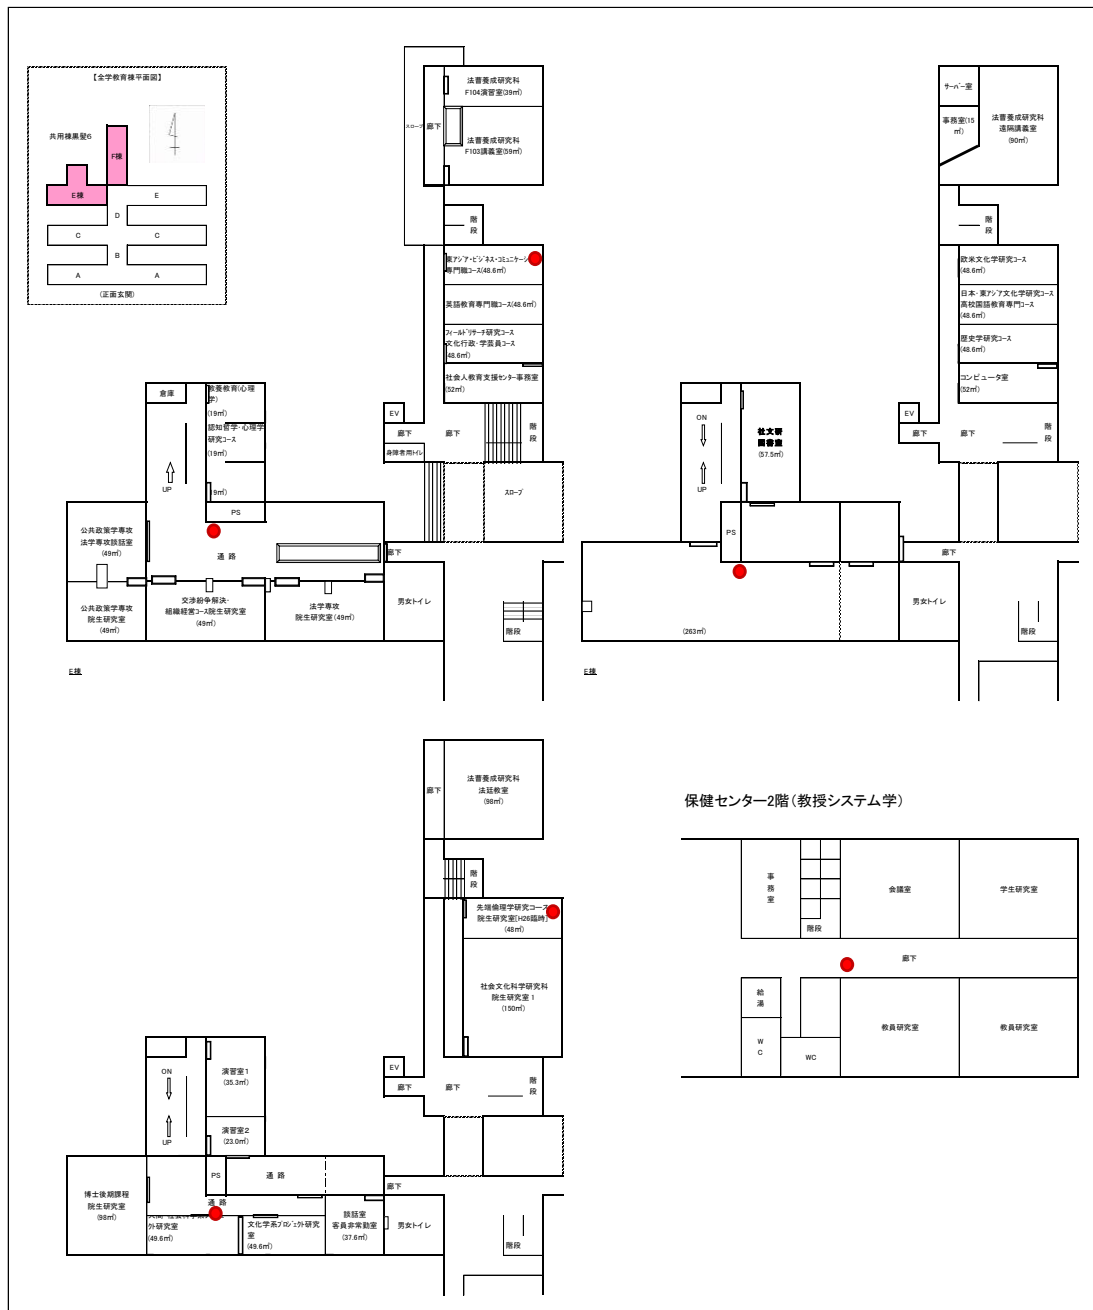 【全学教育棟平面図】
共用棟黒髪6
F棟
E棟
E
D
C
C
B
A
A
(正面玄関)
スロープ
廊下
法曹養成研究科
F104演習室(39㎡)
法曹養成研究科
F103講義室(59㎡)
階
段
東アジア・ビジネス・コミュニケーシ
専門職コース(48.6㎡)
英語教育専門職コース(48.6㎡)
フィールドリサーチ研究コース
文化行政・学芸員コース
(48.6㎡)
社会人教育支援センター事務室
(52㎡)
倉庫
教養教育(心理
学)
(19㎡)
認知哲学・心理学
研究コース
(19㎡)
UP
PS
EV
廊下
廊下
階
段
身障者用トイレ
スロープ
公共政策学専攻
法学専攻談話室
(49㎡)
通 路
廊下
公共政策学専攻
院生研究室
(49㎡)
交渉紛争解決・
組織経営コース院生研究室
(49㎡)
法学専攻
院生研究室(49㎡)
男女トイレ
階段
E棟
サーバー室
事務室(15
㎡)
法曹養成研究科
遠隔講義室
(90㎡)
階
段
欧米文化学研究コース
(48.6㎡)
日本・東アジア文化学研究コース
高校国語教育専門コース
(48.6㎡)
歴史学研究コース
(48.6㎡)
コンピュータ室
(52㎡)
ON
UP
社文研
図書室
(57.5㎡)
EV
廊下
廊下
階
段
PS
廊下
(263㎡)
男女トイレ
階段
E棟
廊下
法曹養成研究科
法廷教室
(98㎡)
階
段
先端倫理学研究コース
院生研究室[H26臨時]
(48㎡)
社会文化科学研究科
院生研究室1
(150㎡)
ON
UP
演習室1
(35.3㎡)
演習室2
(23.0㎡)
EV
廊下
廊下
階
段
PS
通 路
廊下
博士後期課程
院生研究室
(98㎡)
通 路
外研究室
(49.6㎡)
文化学系プロジェクト研究
室
(49.6㎡)
談話室
客員非常勤室
(37.6㎡)
男女トイレ
階段
保健センター2階(教授システム学)
事
務
室
階段
会議室
学生研究室
廊下
給
湯
W
C
WC
教員研究室
教員研究室